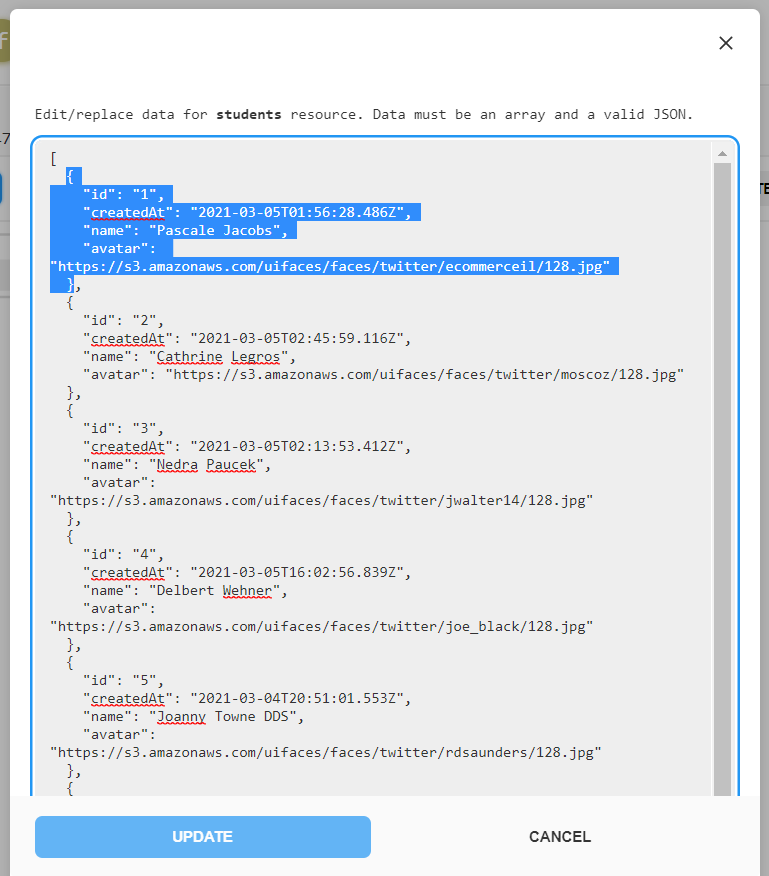 Edit/replace data for students resource. Data must be an array and a valid JSON.
[
{
"id": "1",
"createdAt": "2021-03-05T01:56:28.486Z",
"name": "Pascale Jacobs",
"avatar":
"https://s3.amazonaws.com/uifaces/faces/twitter/ecommerceil/128.jpg"
},
{
"id": "2",
"createdAt": "2021-03-05T02:45:59.116Z",
"name": "Cathrine Legros",
"avatar": "https://s3.amazonaws.com/uifaces/faces/twitter/moscoz/128.jpg"
},
{
"id": "3",
"createdAt": "2021-03-05T02:13:53.412Z",
"name": "Nedra Paucek",
"avatar":
"https://s3.amazonaws.com/uifaces/faces/twitter/jwalter14/128.jpg"
},
{
"id": "4",
"createdAt": "2021-03-05T16:02:56.839Z",
"name": "Delbert Wehner",
"avatar":
"https://s3.amazonaws.com/uifaces/faces/twitter/joe_black/128.jpg"
},
{
"id": "5",
"createdAt": "2021-03-04T20:51:01.553Z",
"name": "Joanny Towne DDS",
"avatar":
"https://s3.amazonaws.com/uifaces/faces/twitter/rdsaunders/128.jpg"
},
{
UPDATE CANCEL